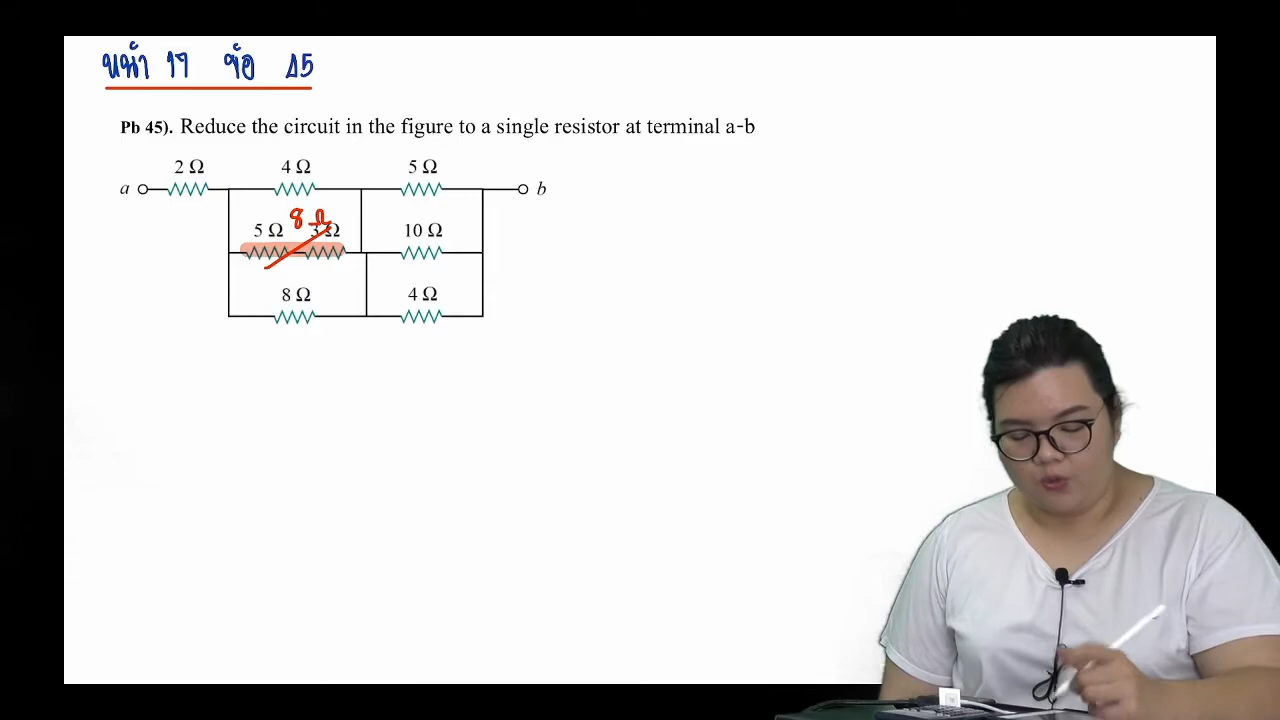 หน้า 17 ข้อ 45
Pb 45). Reduce the circuit in the figure to a single resistor at terminal a-b
2 Ω 4 Ω 5 Ω
a b
8 Ω
5 Ω 3 Ω 10 Ω
8 Ω 4 Ω